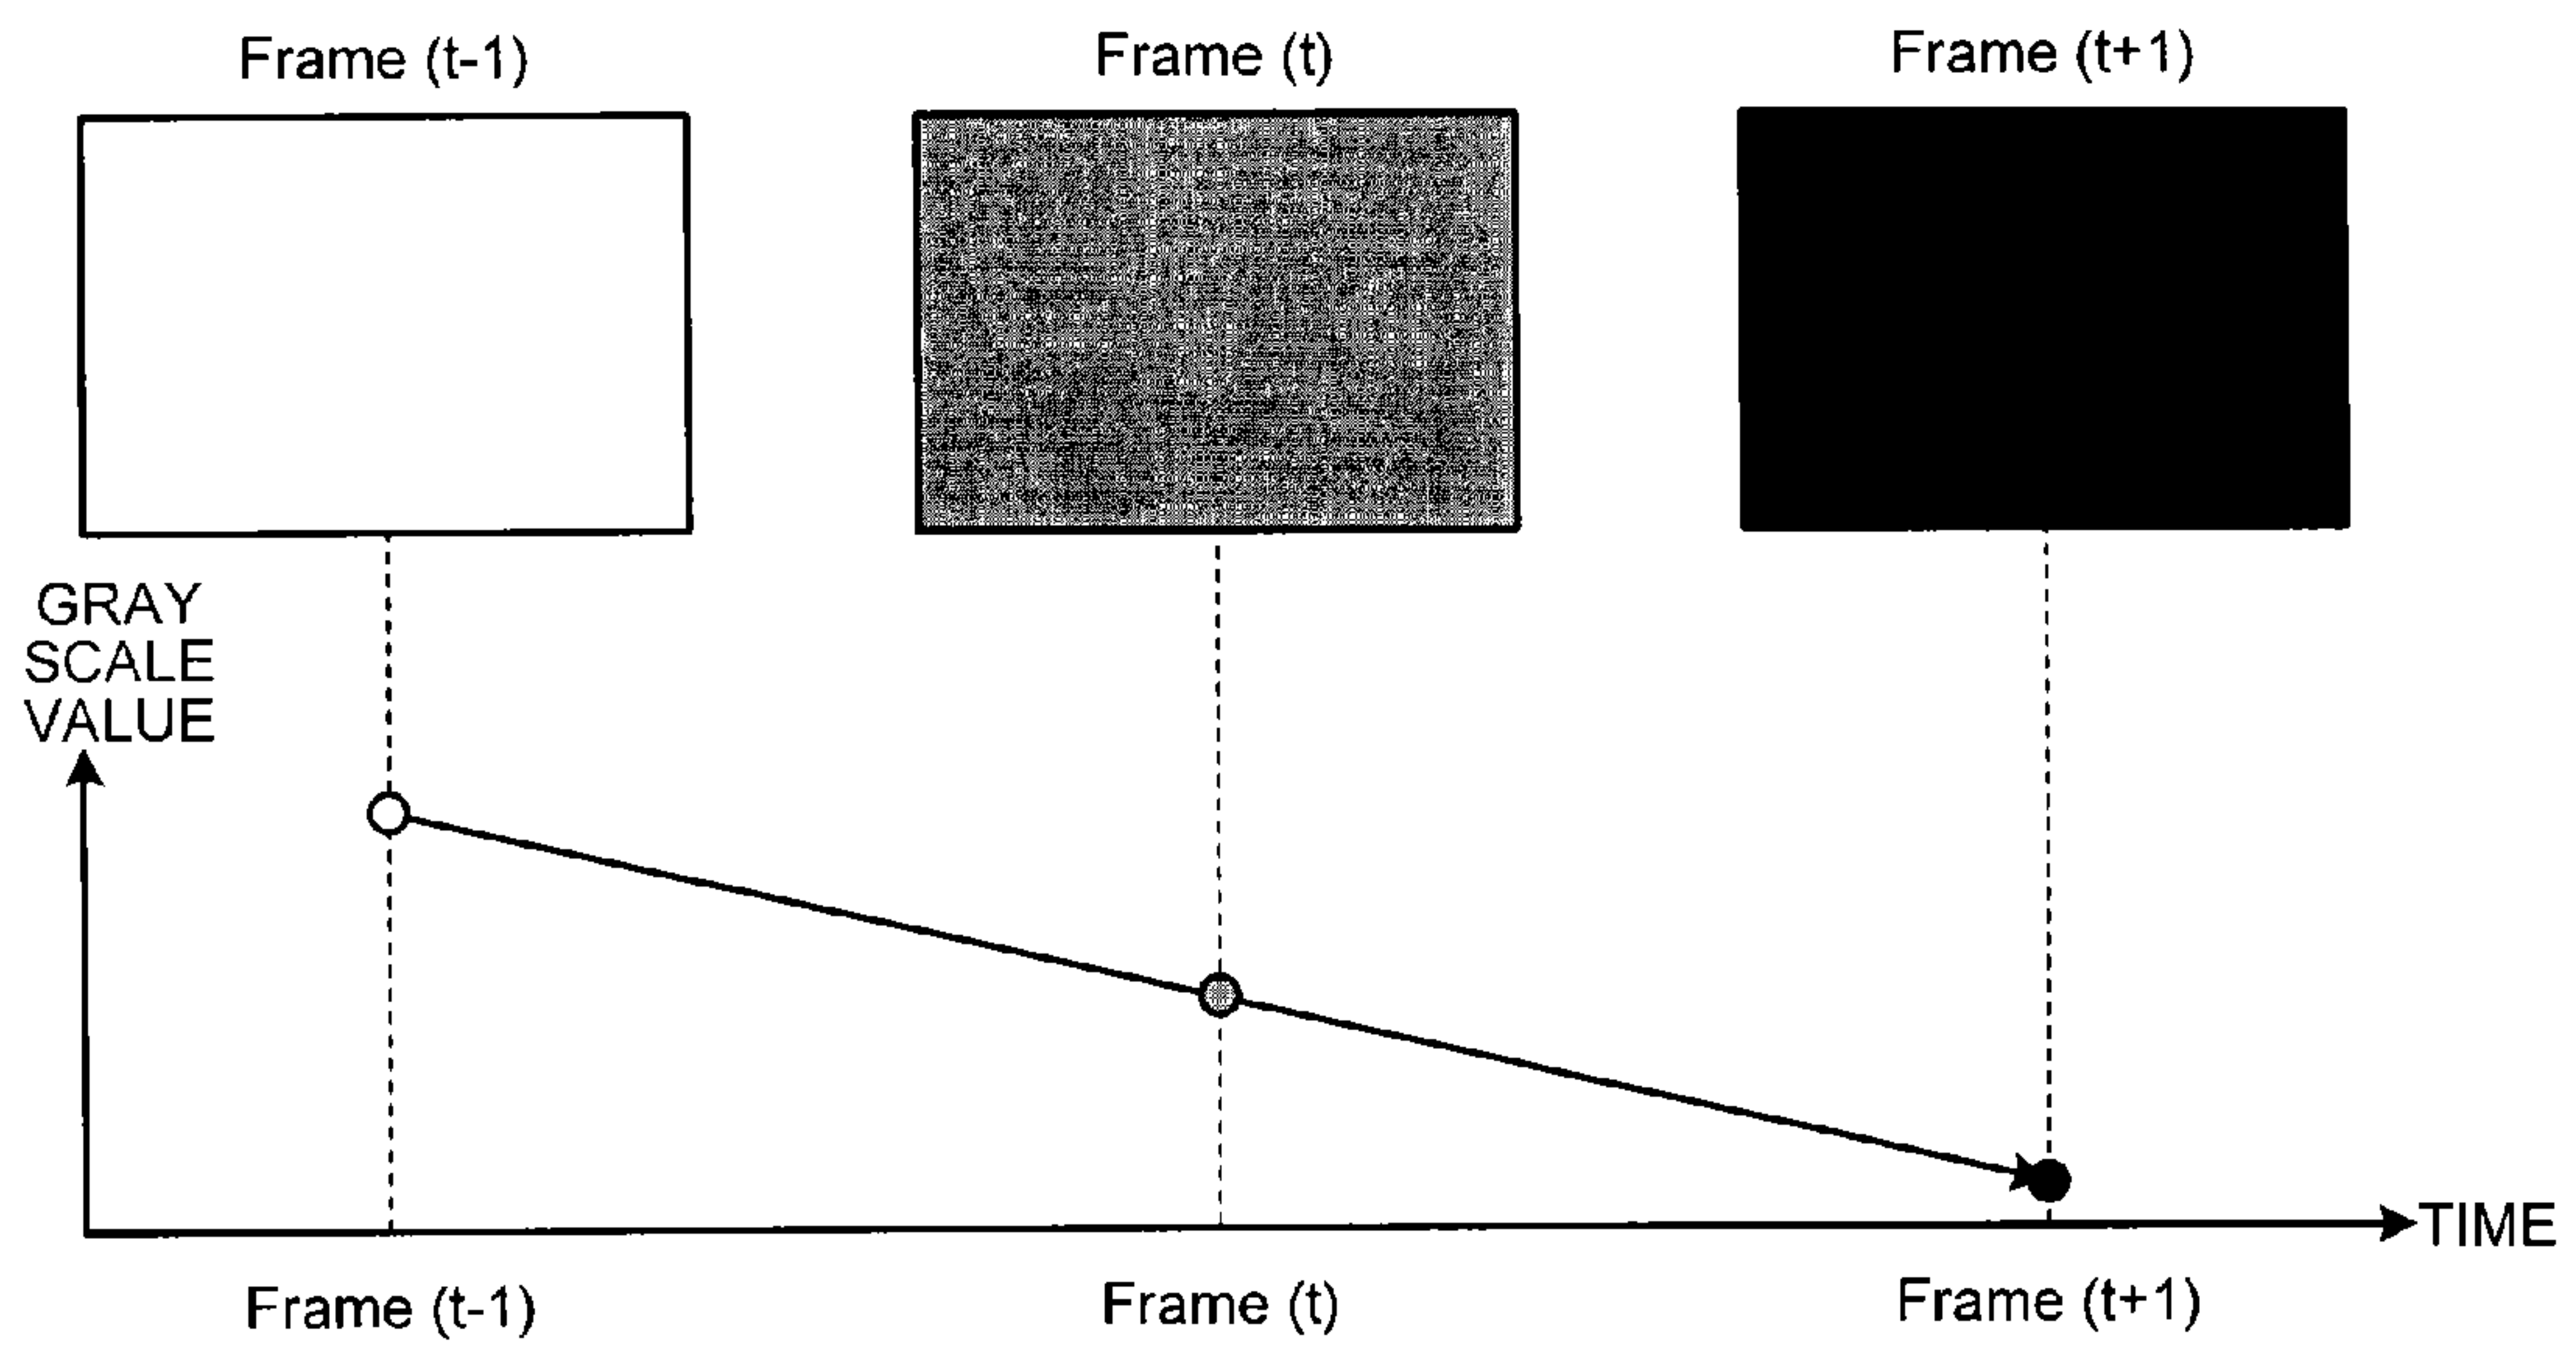 Frame (t-1)
Frame (t)
Frame (t+1)
GRAY
SCALE
VALUE
TIME
Frame (t-1)
Frame (t)
Frame (t+1)